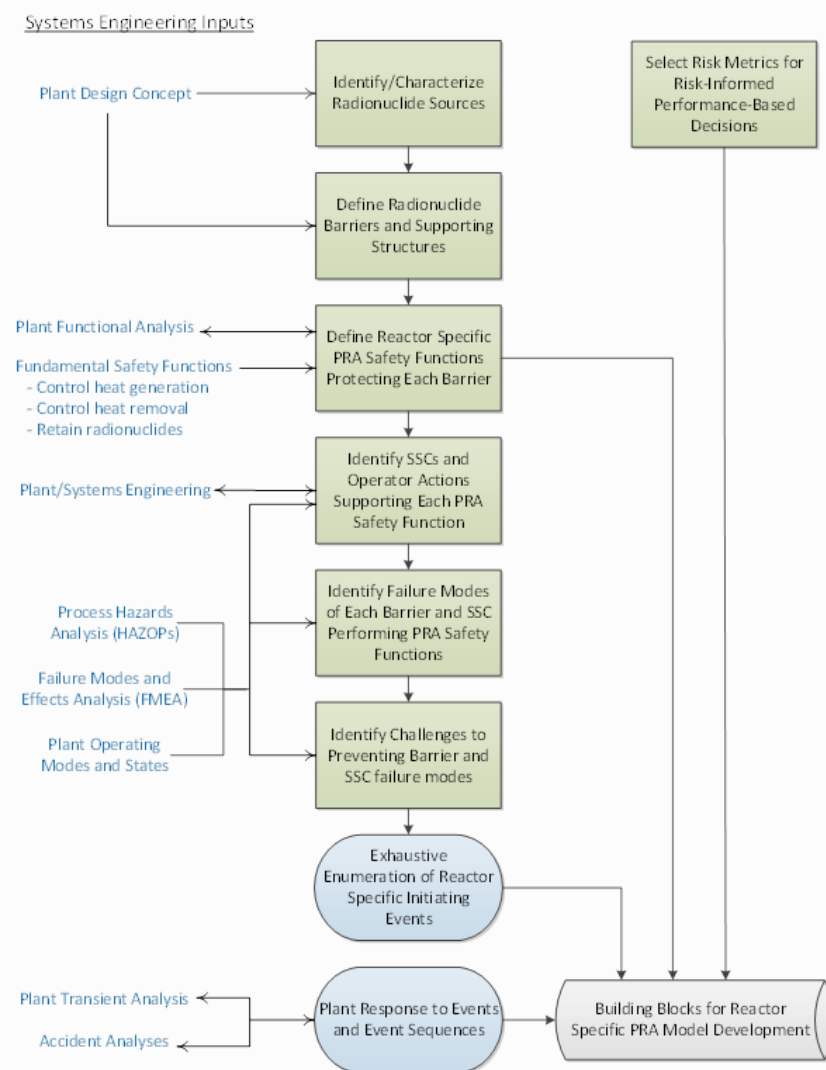 Systems Engineering Inputs
Plant Design Concept
Identify/Characterize
Radionuclide Sources
Select Risk Metrics for
Risk-Informed
Performance-Based
Decisions
Define Radionuclide
Barriers and Supporting
Structures
Plant Functional Analysis
Fundamental Safety Functions
- Control heat generation
- Control heat removal
- Retain radionuclides
Define Reactor Specific
PRA Safety Functions
Protecting Each Barrier
Plant/Systems Engineering
Identify SSCs and
Operator Actions
Supporting Each PRA
Safety Function
Process Hazards
Analysis (HAZOPs)
Failure Modes and
Effects Analysis (FMEA)
Plant Operating
Modes and States
Identify Failure Modes
of Each Barrier and SSC
Performing PRA Safety
Functions
Identify Challenges to
Preventing Barrier and
SSC failure modes
Exhaustive
Enumeration of Reactor
Specific Initiating
Events
Plant Transient Analysis
Accident Analyses
Plant Response to Events
and Event Sequences
Building Blocks for Reactor
Specific PRA Model Development